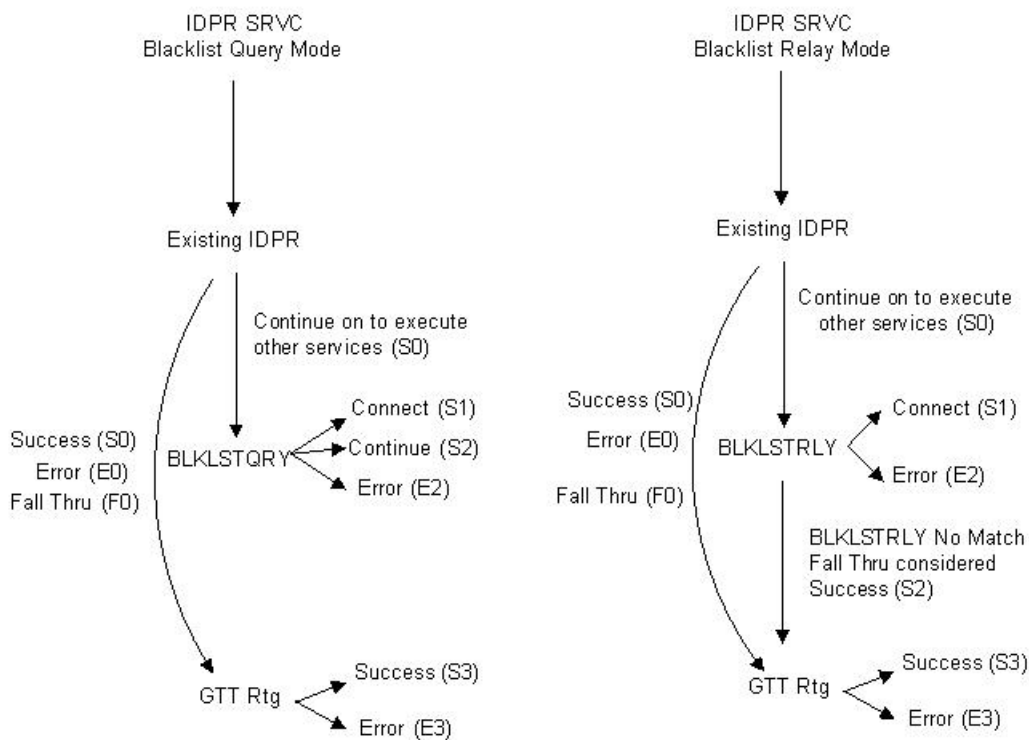 IDPR SRVC
Blacklist Query Mode
Existing IDPR
Continue on to execute
other services (S0)
Success (S0)
Error (E0)
Fall Thru (F0)
BLKLSTQRY
Connect (S1)
Continue (S2)
Error (E2)
GTT Rtg
Success (S3)
Error (E3)
IDPR SRVC
Blacklist Relay Mode
Existing IDPR
Continue on to execute
other services (S0)
Success (S0)
Error (E0)
Fall Thru (F0)
BLKLSTRLY
Connect (S1)
Error (E2)
BLKLSTRLY No Match
Fall Thru considered
Success (S2)
GTT Rtg
Success (S3)
Error (E3)